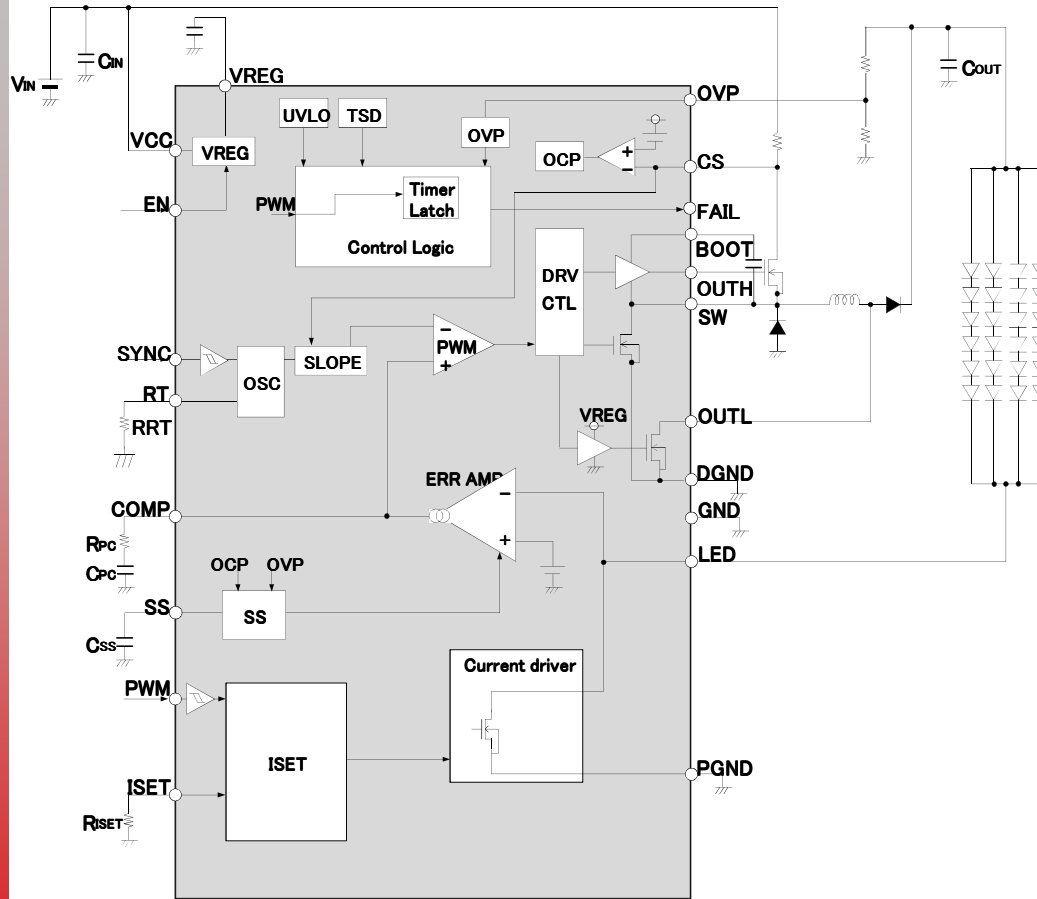 VIN
CIN
VREG
COUT
OVP
UVLO
TSD
OVP
VCC
VREG
OCP
+
−
CS
EN
PWM
Timer
Latch
FAIL
Control Logic
BOOT
DRV
CTL
OUTH
SW
SYNC
OSC
SLOPE
−
PWM
+
RT
RRT
VREG
OUTL
ERR AMP
DGND
−
COMP
GND
RPC
+
LED
CPC
OCP
OVP
SS
SS
CSS
Current driver
PWM
ISET
PGND
ISET
RISET